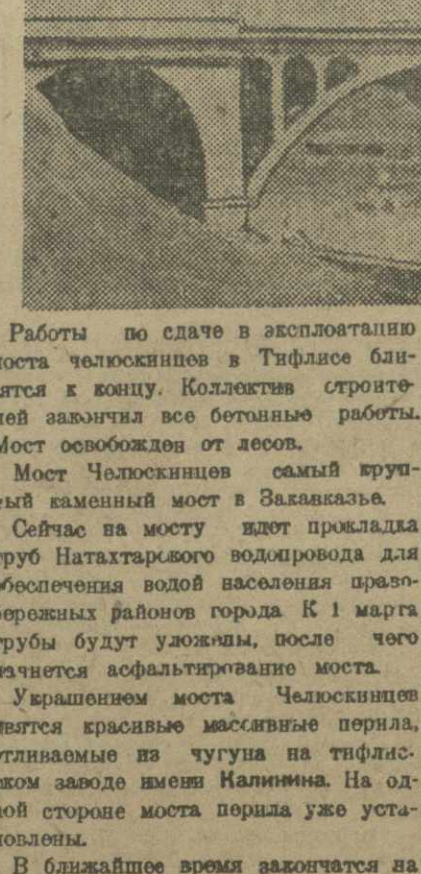 Работы по сдаче в эксплоатацию
моста челюскинцев в Тифлисе бли-
зятся к концу. Коллектив строите-
лей закончил все бетонные работы.
Мост освобожден от лесов.
Мост Челюскинцев самый круп-
ный каменный мост в Закавказье.
Сейчас на мосту идет прокладка
труб Натахтарского водопровода для
обеспечения водой населения право-
бережных районов города К 1 марта
трубы будут уложены, после чего
начнется асфальтирование моста.
Украшением моста Челюскинцев
явятся красивые массивные перила,
отливаемые из чугуна на тифлис-
ском заводе имени Калинина. На од-
ной стороне моста перила уже уста-
новлены.
В ближайшее время закончатся на